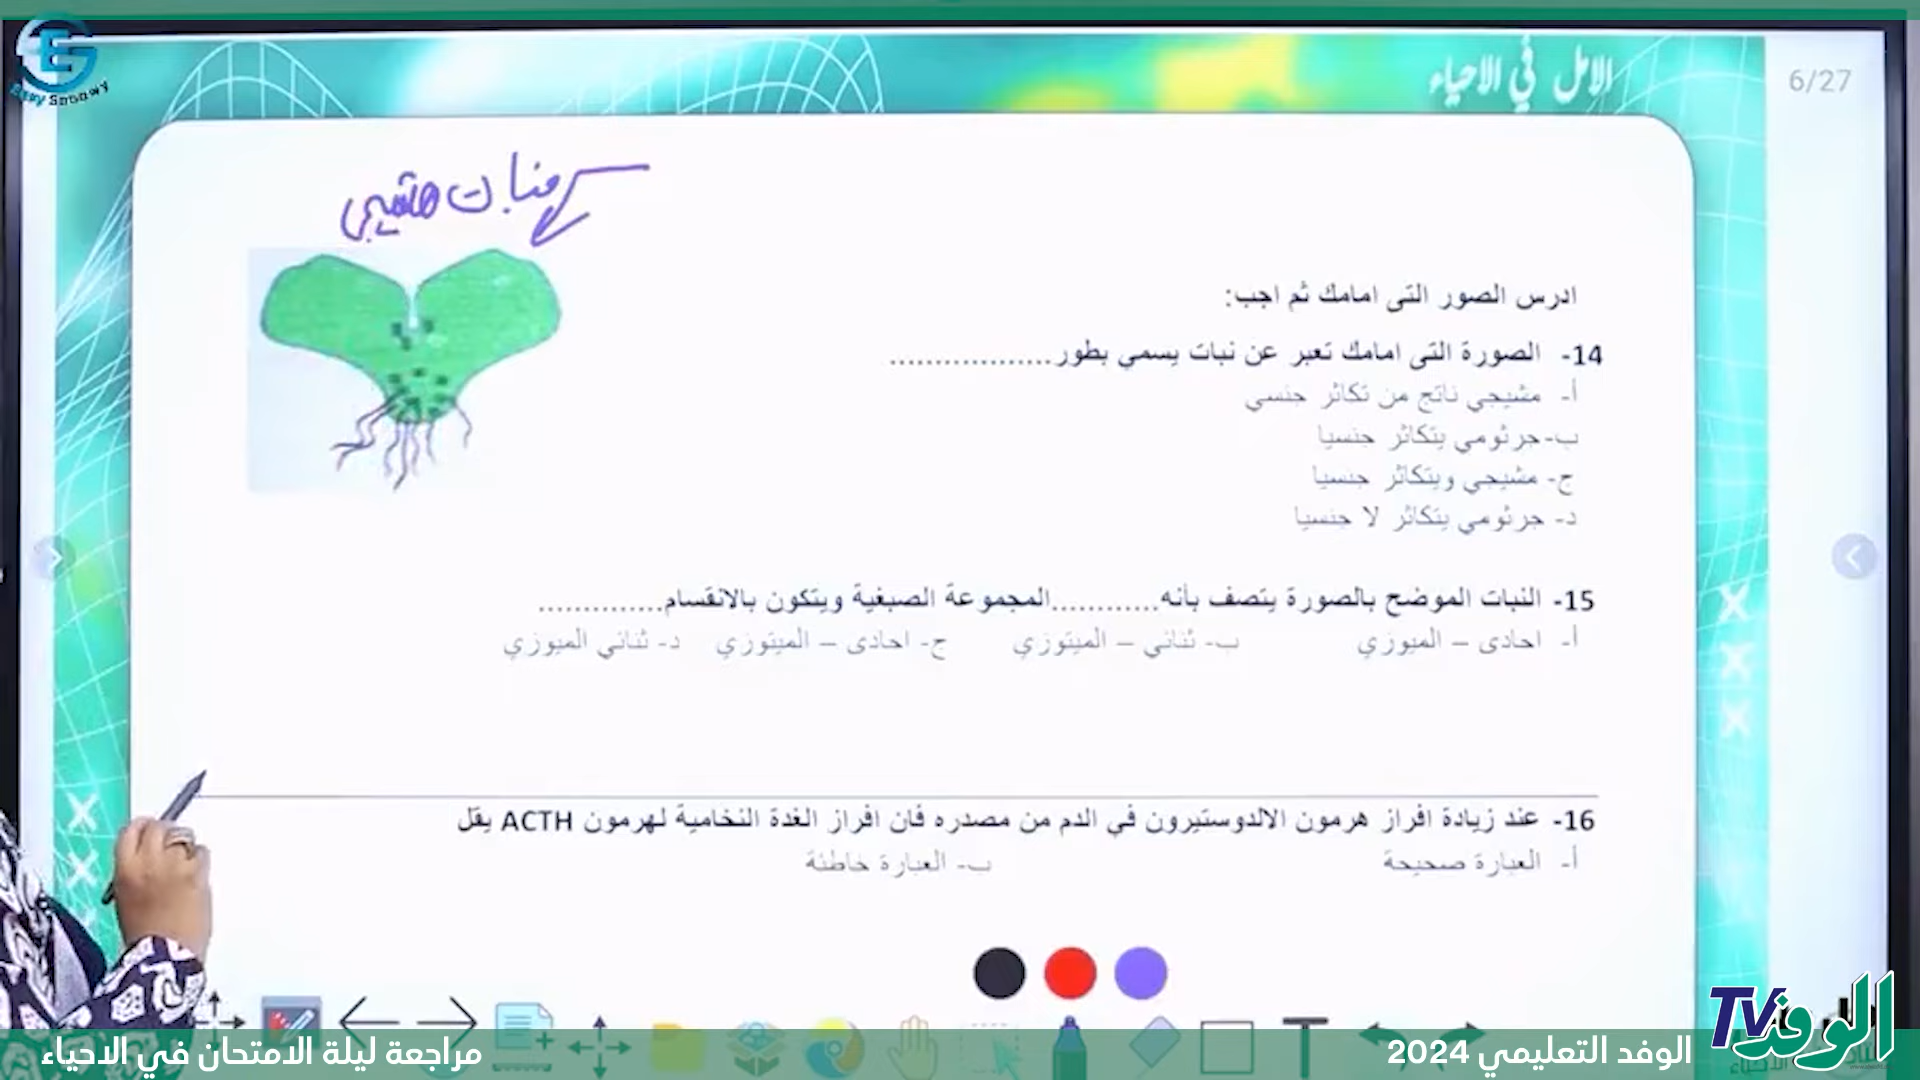 الامل في الاحياء
6/27
نبات مشيجي
ادرس الصور التى امامك ثم اجب:
14- الصورة التى امامك تعبر عن نبات يسمي بطور..................
أ- مشيجي ناتج من تكاثر جنسي
ب-جرثومي يتكاثر جنسيا
ج- مشيجي ويتكاثر جنسيا
د- جرثومي يتكاثر لا جنسيا
15- النبات الموضح بالصورة يتصف بأنه............المجموعة الصبغية ويتكون بالانقسام..............
أ- احادى – الميوزي ب- ثنائي – الميتوزي ج- احادى – الميتوزي د- ثنائي الميوزي
16- عند زيادة افراز هرمون الالدوستيرون في الدم من مصدره فان افراز الغدة النخامية لهرمون ACTH يقل
أ- العبارة صحيحة ب- العبارة خاطئة
الوفد TV
الوفد التعليمي 2024
مراجعة ليلة الامتحان في الاحياء